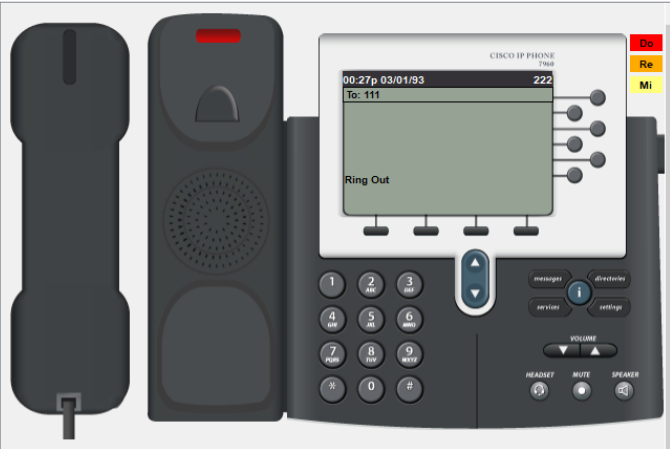 CISCO IP PHONE
7960
Do
Re
Mi
00:27p 03/01/93 222
To: 111
Ring Out
1 2 ABC 3 DEF
4 GHI 5 JKL 6 MNO
7 PQRS 8 TUV 9 WXYZ
* 0 #
messages directories
i
services settings
VOLUME
HEADSET MUTE SPEAKER